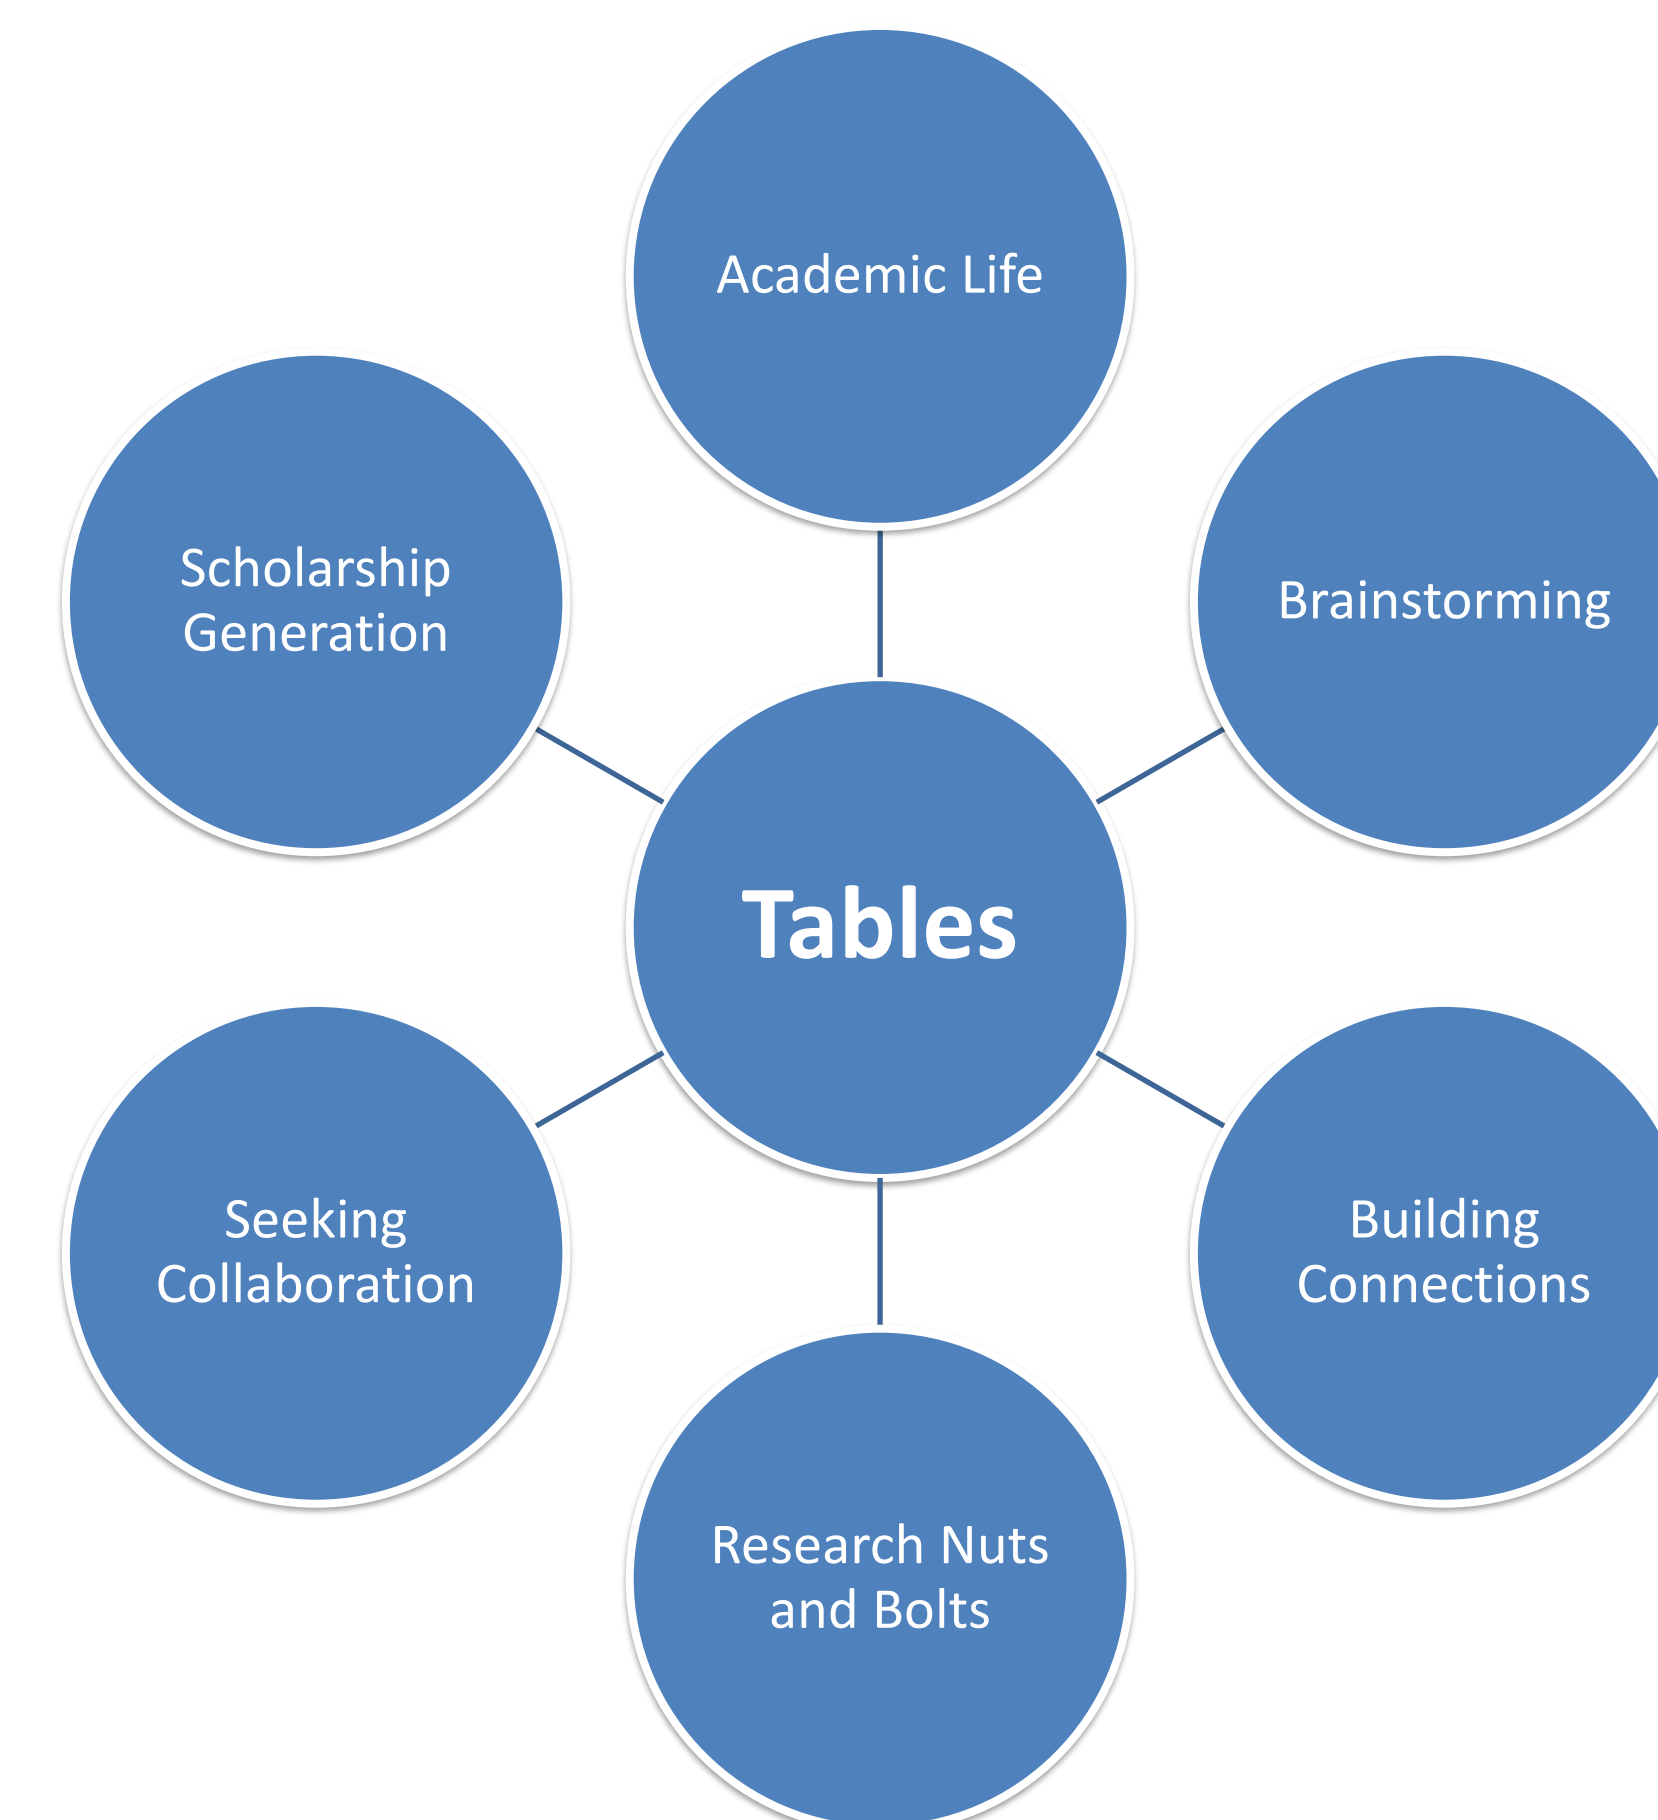 Academic Life
Scholarship
Generation
Brainstorming
Tables
Seeking
Collaboration
Building
Connections
Research Nuts
and Bolts